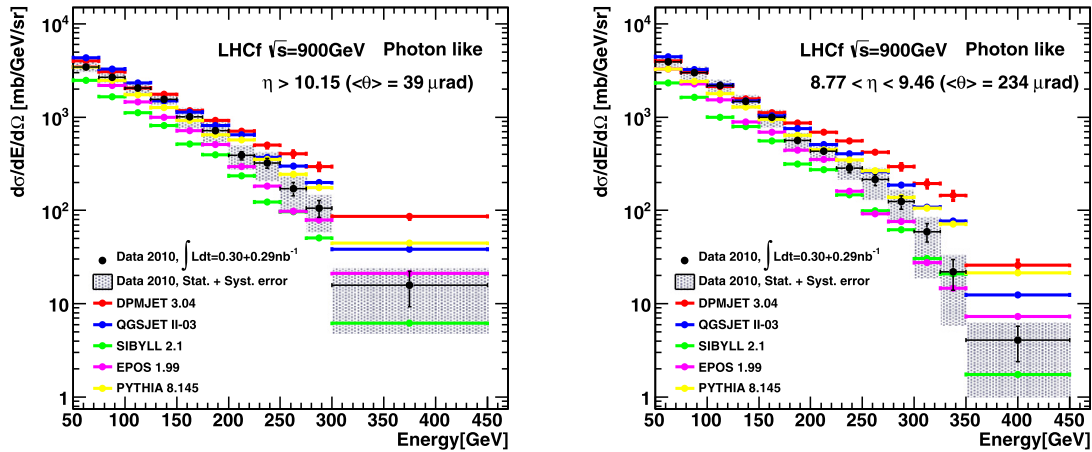 dσ/dE/dΩ [mb/GeV/sr]
10⁴
10³
10²
10
1
LHCf √s=900GeV Photon like
η > 10.15 (<θ> = 39 μrad)
Data 2010, ∫Ldt=0.30+0.29nb⁻¹
Data 2010, Stat. + Syst. error
DPMJET 3.04
QGSJET II-03
SIBYLL 2.1
EPOS 1.99
PYTHIA 8.145
50 100 150 200 250 300 350 400 450
Energy[GeV]
dσ/dE/dΩ [mb/GeV/sr]
10⁴
10³
10²
10
1
LHCf √s=900GeV Photon like
8.77 < η < 9.46 (<θ> = 234 μrad)
Data 2010, ∫Ldt=0.30+0.29nb⁻¹
Data 2010, Stat. + Syst. error
DPMJET 3.04
QGSJET II-03
SIBYLL 2.1
EPOS 1.99
PYTHIA 8.145
50 100 150 200 250 300 350 400 450
Energy[GeV]